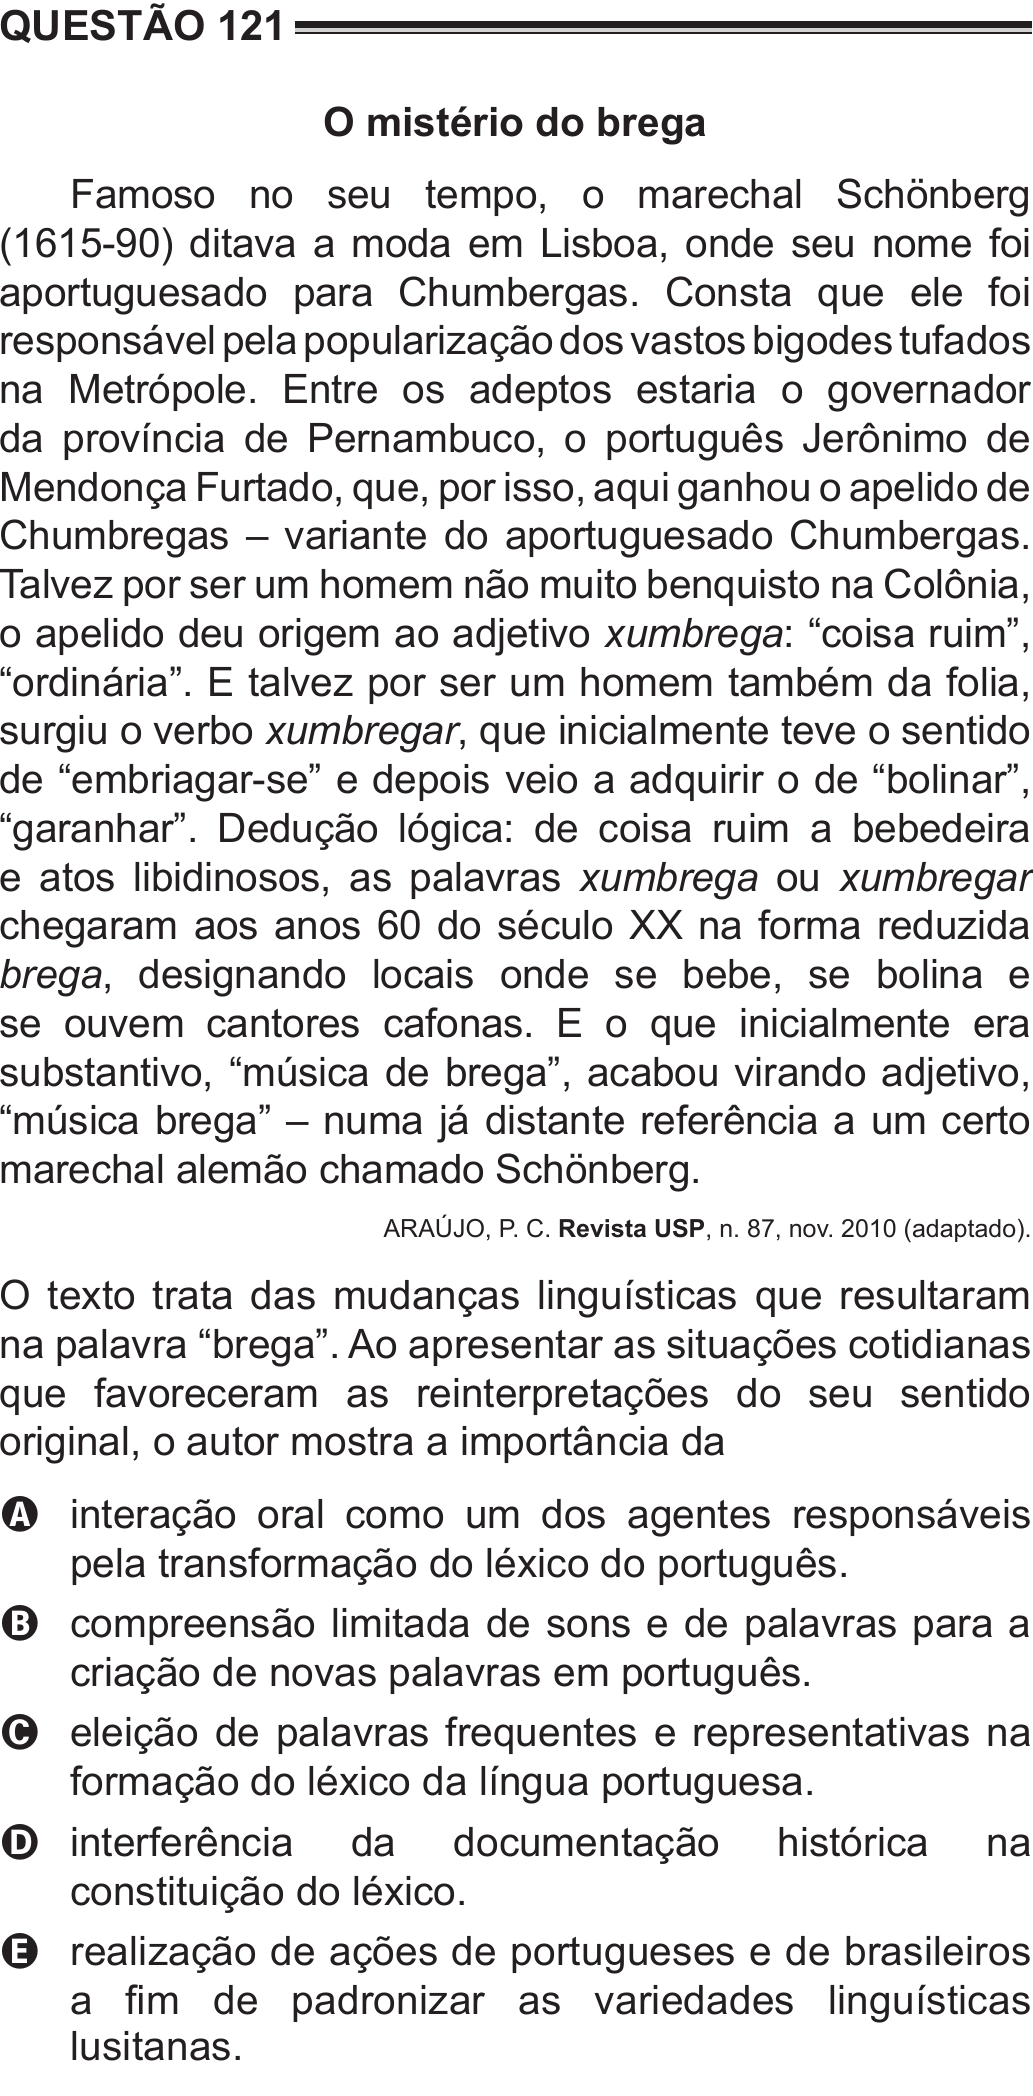 QUESTÃO 121
O mistério do brega
Famoso no seu tempo, o marechal Schönberg
(1615-90) ditava a moda em Lisboa, onde seu nome foi
aportuguesado para Chumbergas. Consta que ele foi
responsável pela popularização dos vastos bigodes tufados
na Metrópole. Entre os adeptos estaria o governador
da província de Pernambuco, o português Jerônimo de
Mendonça Furtado, que, por isso, aqui ganhou o apelido de
Chumbregas – variante do aportuguesado Chumbergas.
Talvez por ser um homem não muito benquisto na Colônia,
o apelido deu origem ao adjetivo xumbrega: “coisa ruim”,
“ordinária”. E talvez por ser um homem também da folia,
surgiu o verbo xumbregar, que inicialmente teve o sentido
de “embriagar-se” e depois veio a adquirir o de “bolinar”,
“garanhar”. Dedução lógica: de coisa ruim a bebedeira
e atos libidinosos, as palavras xumbrega ou xumbregar
chegaram aos anos 60 do século XX na forma reduzida
brega, designando locais onde se bebe, se bolina e
se ouvem cantores cafonas. E o que inicialmente era
substantivo, “música de brega”, acabou virando adjetivo,
“música brega” – numa já distante referência a um certo
marechal alemão chamado Schönberg.
ARAÚJO, P. C. Revista USP, n. 87, nov. 2010 (adaptado).
O texto trata das mudanças linguísticas que resultaram
na palavra “brega”. Ao apresentar as situações cotidianas
que favoreceram as reinterpretações do seu sentido
original, o autor mostra a importância da
A interação oral como um dos agentes responsáveis
pela transformação do léxico do português.
B compreensão limitada de sons e de palavras para a
criação de novas palavras em português.
C eleição de palavras frequentes e representativas na
formação do léxico da língua portuguesa.
D interferência da documentação histórica na
constituição do léxico.
E realização de ações de portugueses e de brasileiros
a fim de padronizar as variedades linguísticas
lusitanas.